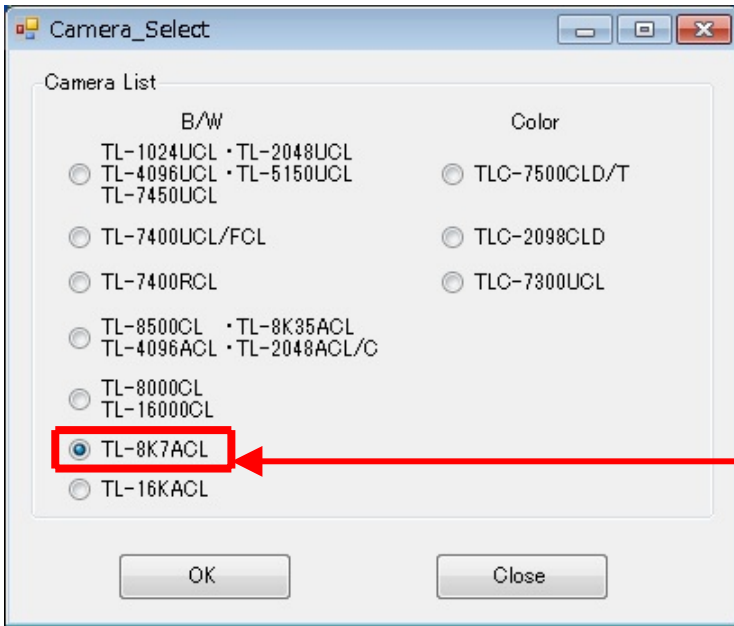 Camera_Select
Camera List
B/W
Color
TL-1024UCL・TL-2048UCL
TL-4096UCL・TL-5150UCL
TL-7450UCL
TLC-7500CLD/T
TL-7400UCL/FCL
TLC-2098CLD
TL-7400RCL
TLC-7300UCL
TL-8500CL ・TL-8K35ACL
TL-4096ACL・TL-2048ACL/C
TL-8000CL
TL-16000CL
TL-8K7ACL
TL-16KACL
OK
Close